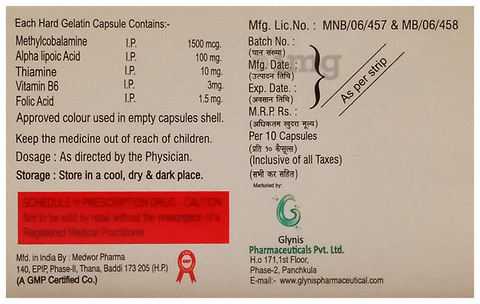 Each Hard Gelatin Capsule Contains:-
Methylcobalamine I.P. 1500 mcg.
Alpha lipoic Acid I.P. 100 mg.
Thiamine I.P. 10 mg.
Vitamin B6 I.P. 3mg.
Folic Acid I.P. 1.5 mg.
Approved colour used in empty capsules shell.
Keep the medicine out of reach of children.
Dosage : As directed by the Physician.
Storage : Store in a cool, dry & dark place.
SCHEDULE H PRESCRIPTION DRUG - CAUTION
Not to be sold by retail without the prescription of a
Registered Medical Practitioner.
Mfd. in India By : Medwor Pharma
140, EPIP, Phase-II, Thana, Baddi 173 205 (H.P.)
(A GMP Certified Co.)
GMP
Mfg. Lic.No. : MNB/06/457 & MB/06/458
Batch No. :
(घान संख्या)
Mfg. Date. :
(उत्पादन तिथि)
Exp. Date. :
(अवसान तिथि)
M.R.P. Rs. :
(अधिकतम खुदरा मूल्य)
As per strip
mg
Per 10 Capsules
(प्रति १० कैप्सूल्स)
(Inclusive of all Taxes)
(सभी कर सहित)
Marketed by:
Glynis
Pharmaceuticals Pvt. Ltd.
H.o 171,1st Floor,
Phase-2, Panchkula
E-mail:- www.glynispharmaceutical.com